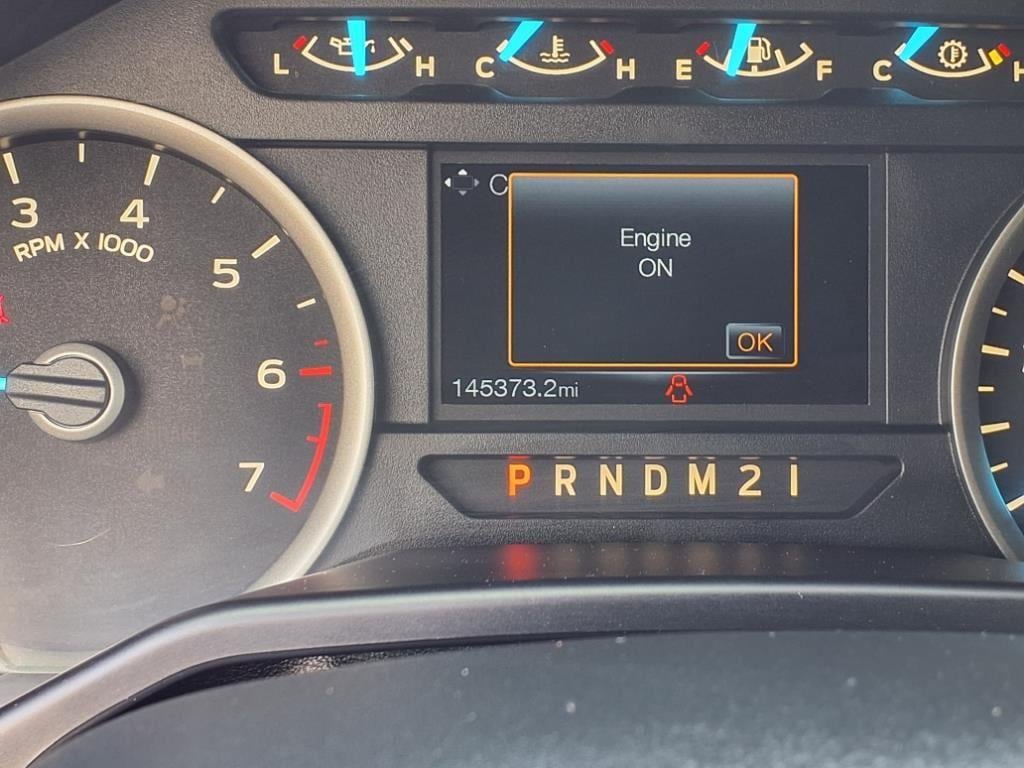 L H C H E F C H
3 4
RPM X 1000
5
6
7
C
Engine
ON
OK
145373.2mi
P R N D M 2 1